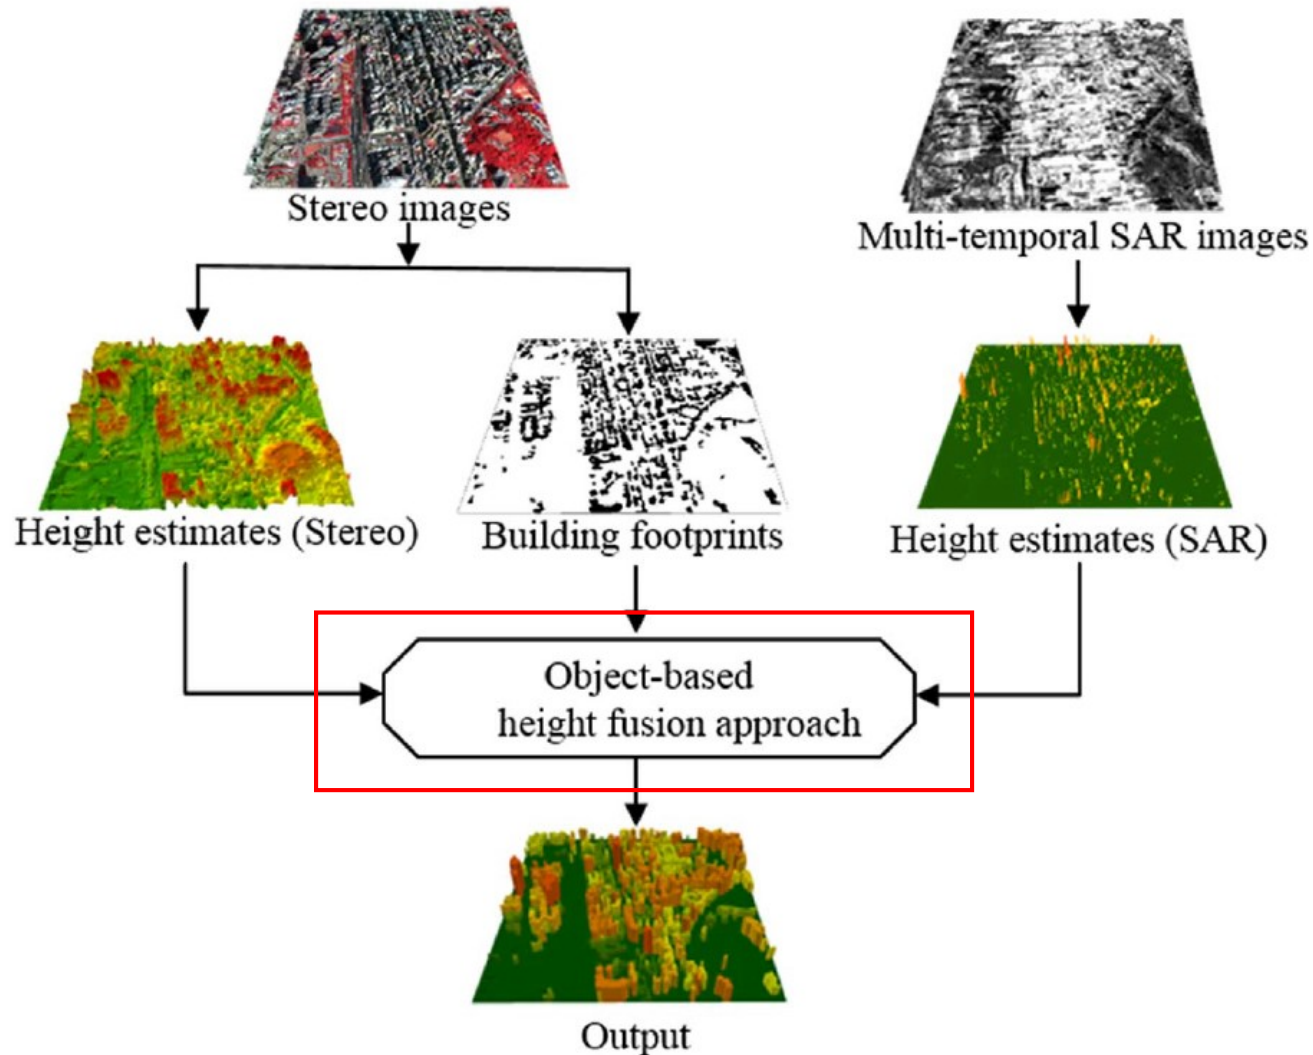 Stereo images
Multi-temporal SAR images
Height estimates (Stereo)
Building footprints
Height estimates (SAR)
Object-based
height fusion approach
Output